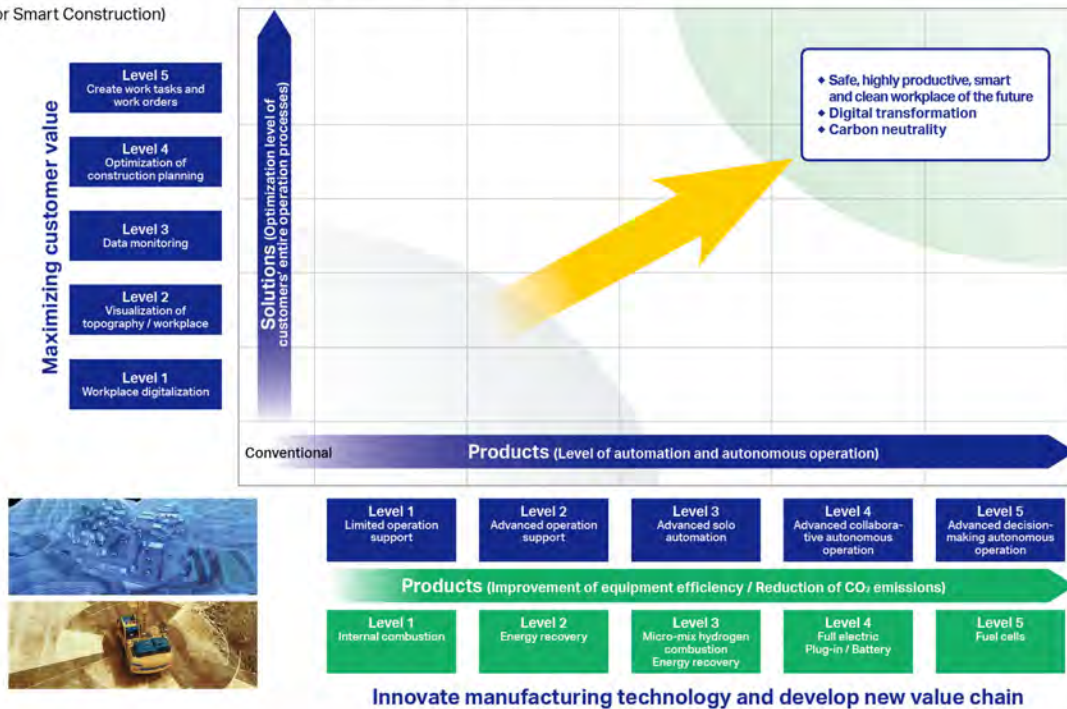 or Smart Construction)
Maximizing customer value
Level 5
Create work tasks and
work orders
Level 4
Optimization of
construction planning
Level 3
Data monitoring
Level 2
Visualization of
topography / workplace
Level 1
Workplace digitalization
Solutions (Optimization level of
customers' entire operation processes)
◆ Safe, highly productive, smart
and clean workplace of the future
◆ Digital transformation
◆ Carbon neutrality
Conventional
Products (Level of automation and autonomous operation)
Level 1
Limited operation
support
Level 2
Advanced operation
support
Level 3
Advanced solo
automation
Level 4
Advanced collabora-
tive autonomous
operation
Level 5
Advanced decision-
making autonomous
operation
Products (Improvement of equipment efficiency / Reduction of CO₂ emissions)
Level 1
Internal combustion
Level 2
Energy recovery
Level 3
Micro-mix hydrogen
combustion
Energy recovery
Level 4
Full electric
Plug-in / Battery
Level 5
Fuel cells
Innovate manufacturing technology and develop new value chain